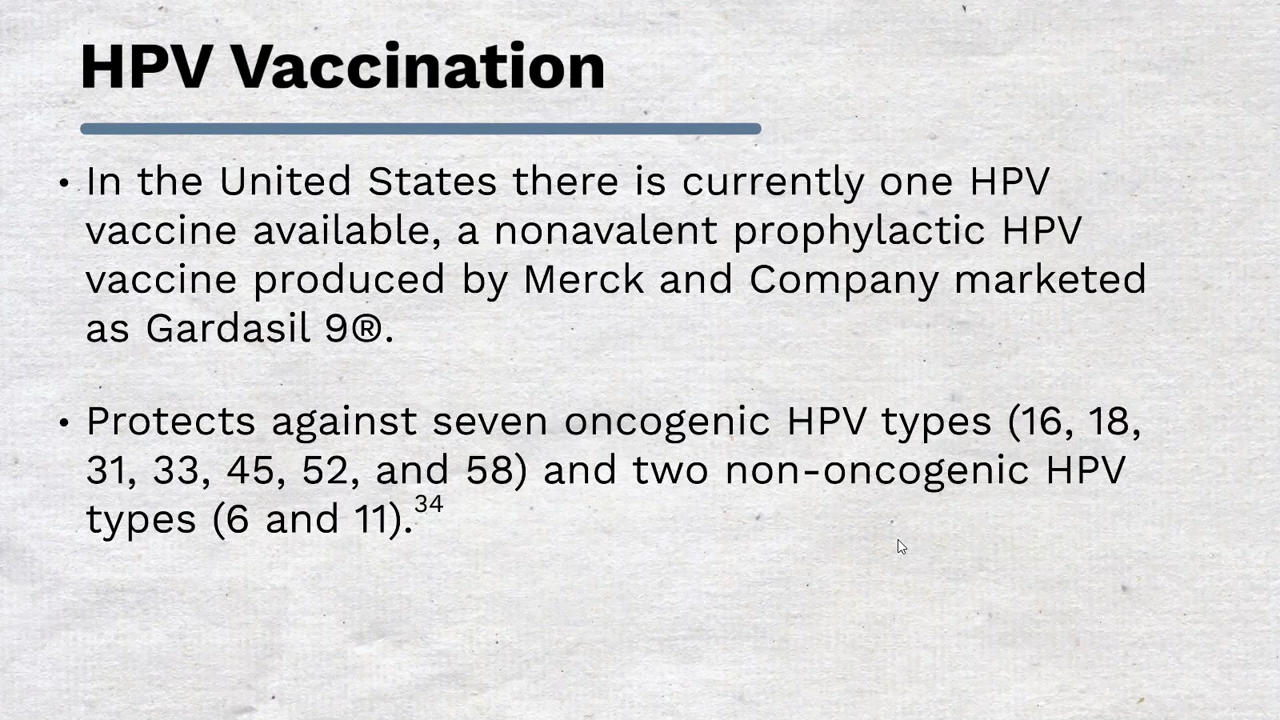 HPV Vaccination
• In the United States there is currently one HPV
vaccine available, a nonavalent prophylactic HPV
vaccine produced by Merck and Company marketed
as Gardasil 9®.
• Protects against seven oncogenic HPV types (16, 18,
31, 33, 45, 52, and 58) and two non-oncogenic HPV
types (6 and 11).³⁴